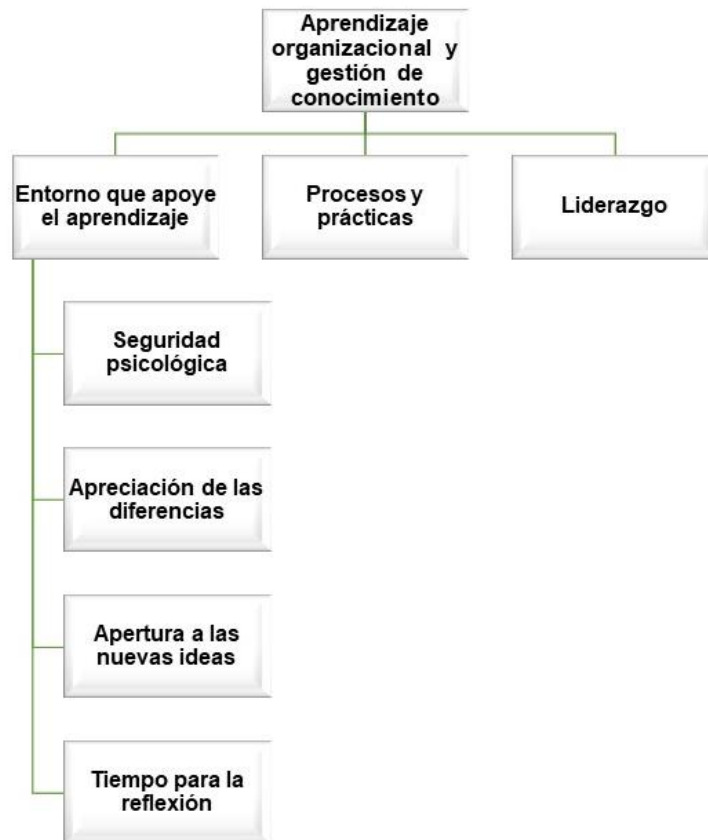 Aprendizaje
organizacional y
gestión de
conocimiento
Entorno que apoye
el aprendizaje
Procesos y
prácticas
Liderazgo
Seguridad
psicológica
Apreciación de las
diferencias
Apertura a las
nuevas ideas
Tiempo para la
reflexión